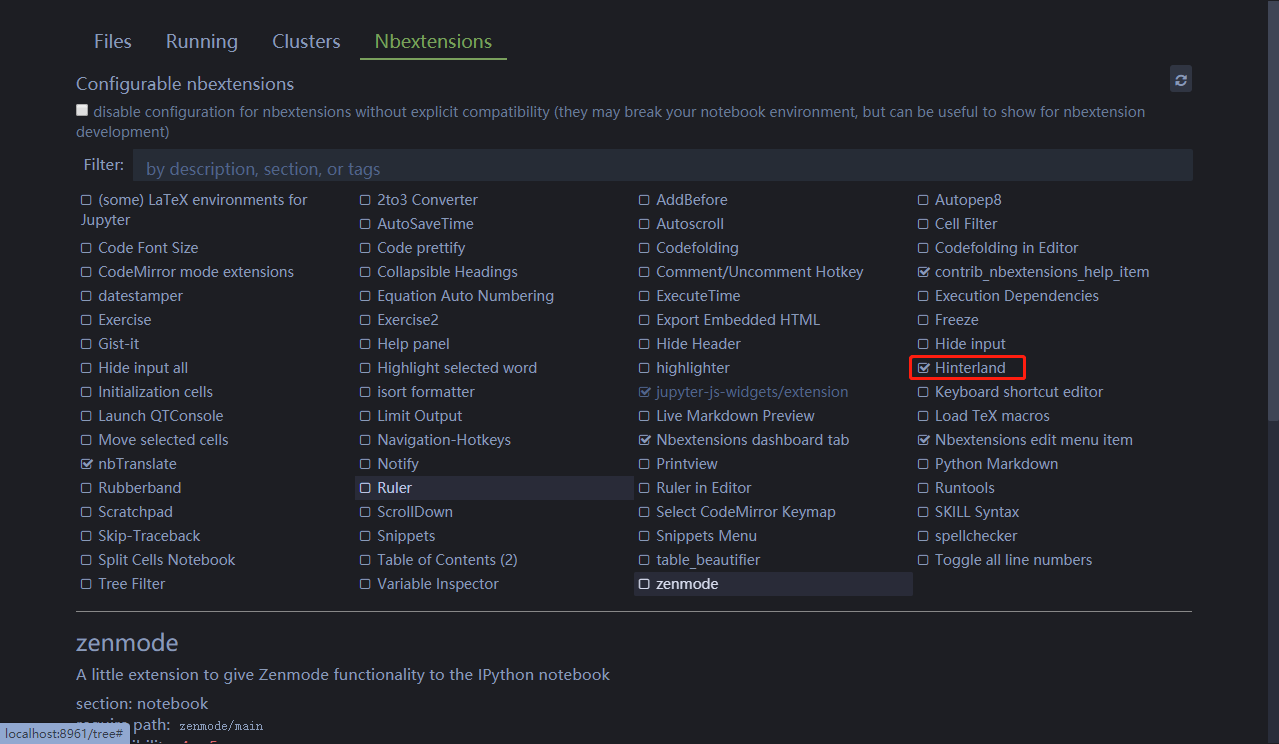 Files Running Clusters Nbextensions
Configurable nbextensions
disable configuration for nbextensions without explicit compatibility (they may break your notebook environment, but can be useful to show for nbextension
development)
Filter: by description, section, or tags
(some) LaTeX environments for 2to3 Converter AddBefore Autopep8
Jupyter AutoSaveTime Autoscroll Cell Filter
Code Font Size Code prettify Codefolding Codefolding in Editor
CodeMirror mode extensions Collapsible Headings Comment/Uncomment Hotkey contrib_nbextensions_help_item
datestamper Equation Auto Numbering ExecuteTime Execution Dependencies
Exercise Exercise2 Export Embedded HTML Freeze
Gist-it Help panel Hide Header Hide input
Hide input all Highlight selected word highlighter Hinterland
Initialization cells isort formatter jupyter-js-widgets/extension Keyboard shortcut editor
Launch QTConsole Limit Output Live Markdown Preview Load TeX macros
Move selected cells Navigation-Hotkeys Nbextensions dashboard tab Nbextensions edit menu item
nbTranslate Notify Printview Python Markdown
Rubberband Ruler Ruler in Editor Runtools
Scratchpad ScrollDown Select CodeMirror Keymap SKILL Syntax
Skip-Traceback Snippets Snippets Menu spellchecker
Split Cells Notebook Table of Contents (2) table_beautifier Toggle all line numbers
Tree Filter Variable Inspector zenmode
zenmode
A little extension to give Zenmode functionality to the IPython notebook
section: notebook
require path: zenmode/main
localhost:8961/tree#